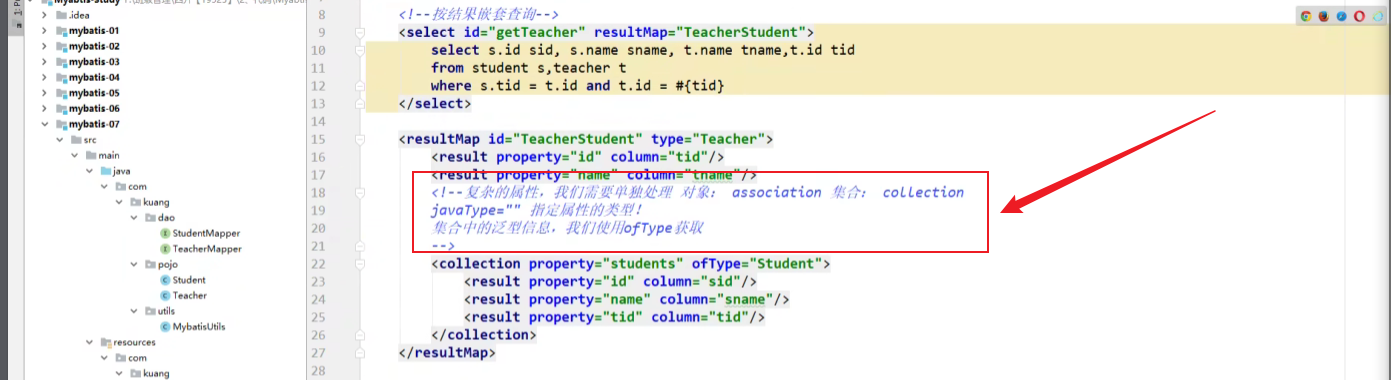 .idea
mybatis-01
mybatis-02
mybatis-03
mybatis-04
mybatis-05
mybatis-06
mybatis-07
src
main
java
com
kuang
dao
StudentMapper
TeacherMapper
pojo
Student
Teacher
utils
MybatisUtils
resources
com
kuang
8 <!--按结果嵌套查询-->
9 <select id="getTeacher" resultMap="TeacherStudent">
10 select s.id sid, s.name sname, t.name tname,t.id tid
11 from student s,teacher t
12 where s.tid = t.id and t.id = #{tid}
13 </select>
14
15 <resultMap id="TeacherStudent" type="Teacher">
16 <result property="id" column="tid"/>
17 <result property="name" column="tname"/>
18 <!--复杂的属性，我们需要单独处理 对象： association 集合： collection
19 javaType="" 指定属性的类型！
20 集合中的泛型信息，我们使用ofType获取
21 -->
22 <collection property="students" ofType="Student">
23 <result property="id" column="sid"/>
24 <result property="name" column="sname"/>
25 <result property="tid" column="tid"/>
26 </collection>
27 </resultMap>
28